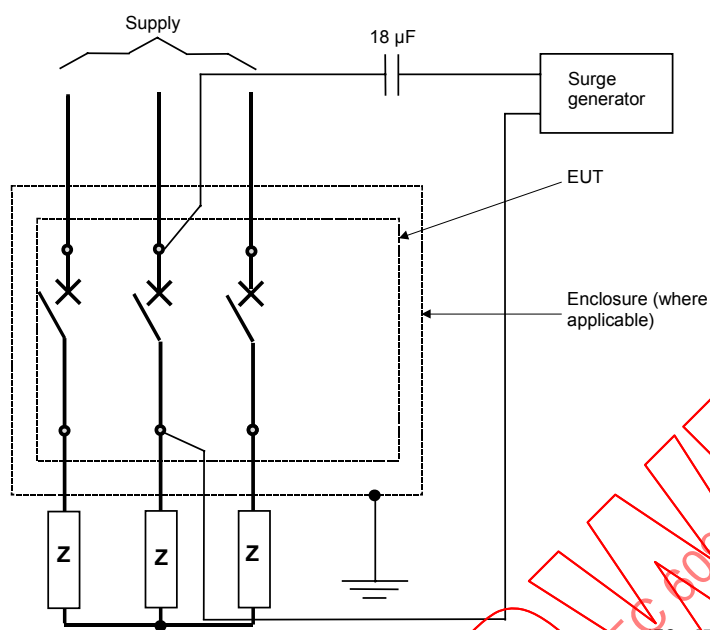 Supply
18 µF
Surge
generator
EUT
Enclosure (where
applicable)
Z
Z
Z